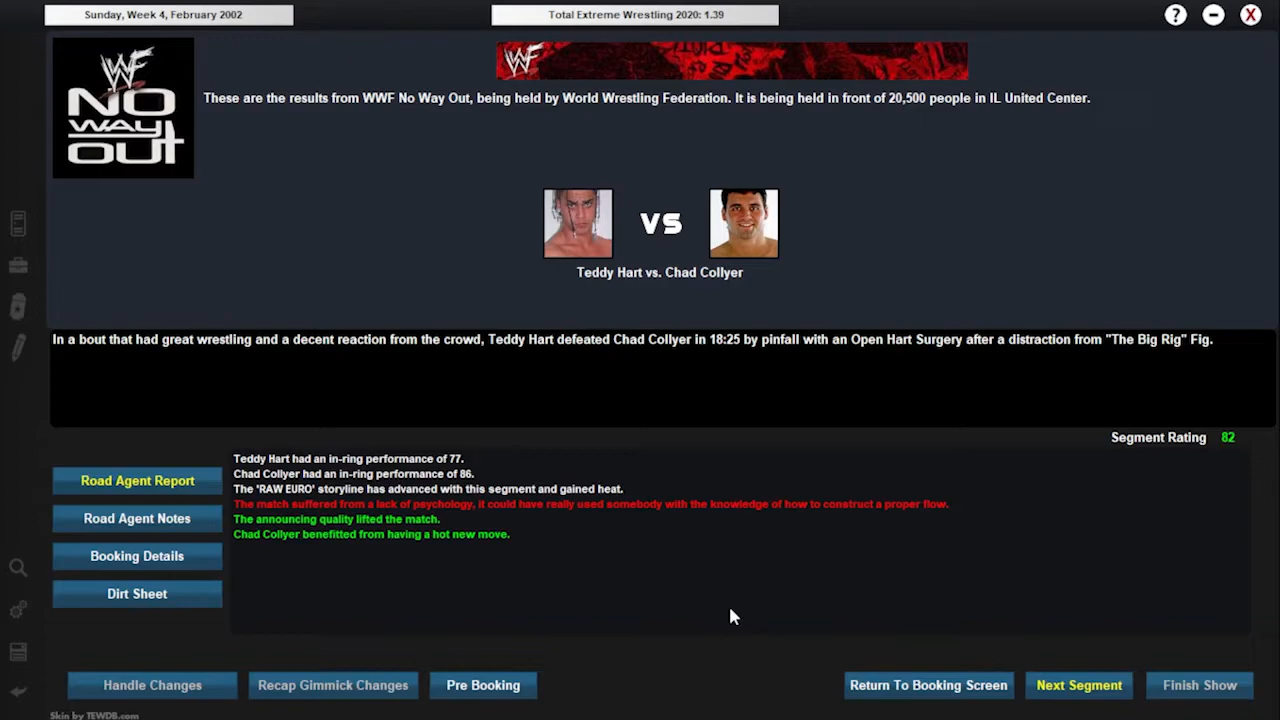 Sunday, Week 4, February 2002
Total Extreme Wrestling 2020: 1.39
?
X
W
NO
WAY
OUT
These are the results from WWF No Way Out, being held by World Wrestling Federation. It is being held in front of 20,500 people in IL United Center.
VS
Teddy Hart vs. Chad Collyer
In a bout that had great wrestling and a decent reaction from the crowd, Teddy Hart defeated Chad Collyer in 18:25 by pinfall with an Open Hart Surgery after a distraction from "The Big Rig" Fig.
Segment Rating 82
Road Agent Report
Road Agent Notes
Booking Details
Dirt Sheet
Teddy Hart had an in-ring performance of 77.
Chad Collyer had an in-ring performance of 86.
The 'RAW EURO' storyline has advanced with this segment and gained heat.
The match suffered from a lack of psychology, it could have really used somebody with the knowledge of how to construct a proper flow.
The announcing quality lifted the match.
Chad Collyer benefitted from having a hot new move.
Handle Changes
Recap Gimmick Changes
Pre Booking
Return To Booking Screen
Next Segment
Finish Show
Skin by TEWDB.com